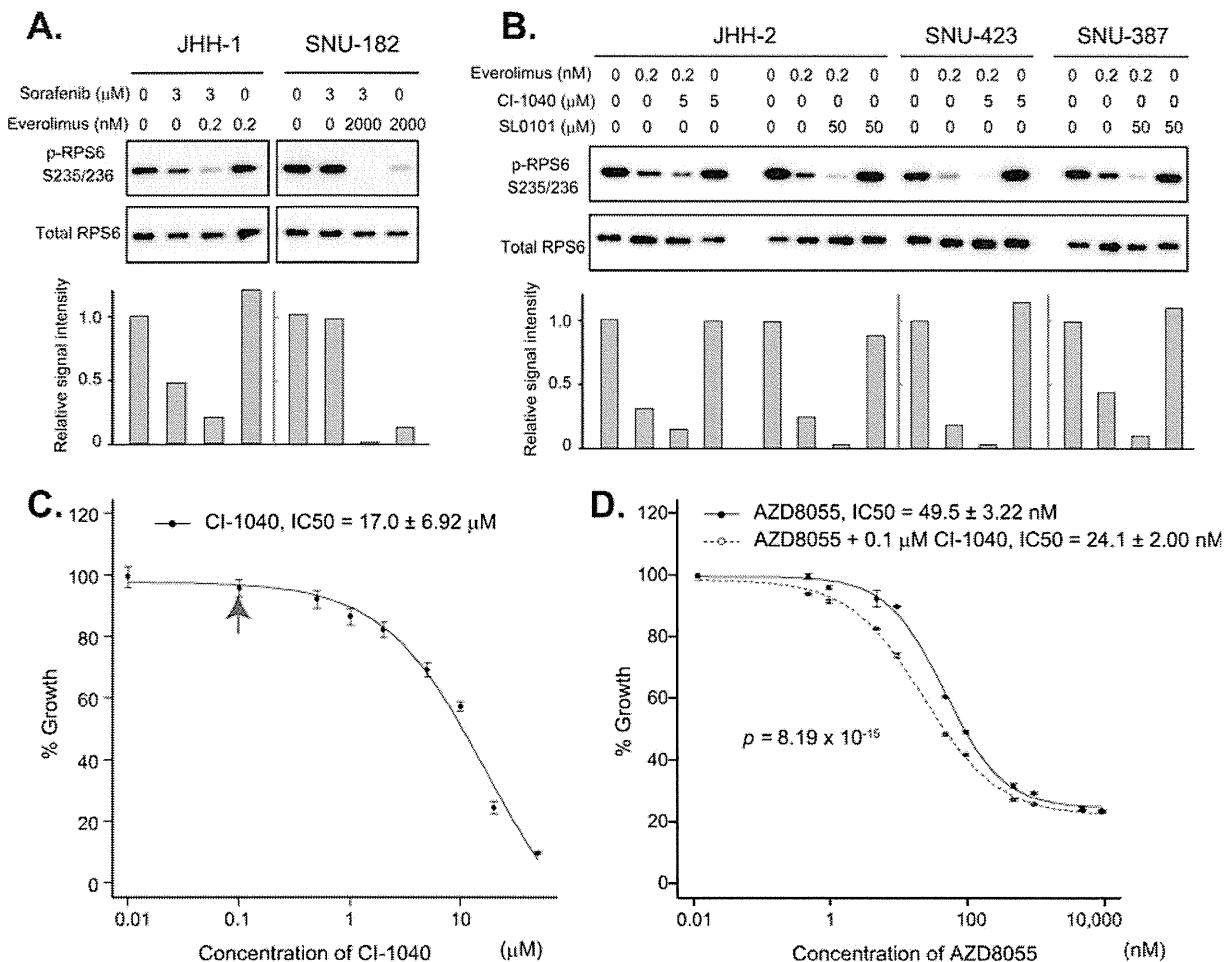 A.
JHH-1 SNU-182
Sorafenib (µM) 0 3 3 0 0 3 3 0
Everolimus (nM) 0 0 0.2 0.2 0 0 2000 2000
p-RPS6
S235/236
Total RPS6
Relative signal intensity
1.0
0.5
0
B.
JHH-2 SNU-423 SNU-387
Everolimus (nM) 0 0.2 0.2 0 0 0.2 0.2 0 0 0.2 0.2 0 0 0.2 0.2 0
CI-1040 (µM) 0 0 5 5 0 0 0 0 0 0 5 5 0 0 0 0
SL0101 (µM) 0 0 0 0 0 0 50 50 0 0 0 0 0 0 50 50
p-RPS6
S235/236
Total RPS6
Relative signal intensity
1.0
0.5
0
C.
CI-1040, IC50 = 17.0 ± 6.92 µM
% Growth
120
100
80
60
40
20
0
0.01 0.1 1 10
Concentration of CI-1040 (µM)
D.
AZD8055, IC50 = 49.5 ± 3.22 nM
AZD8055 + 0.1 µM CI-1040, IC50 = 24.1 ± 2.00 nM
p = 8.19 x 10⁻¹⁵
% Growth
120
100
80
60
40
20
0
0.01 1 100 10,000
Concentration of AZD8055 (nM)